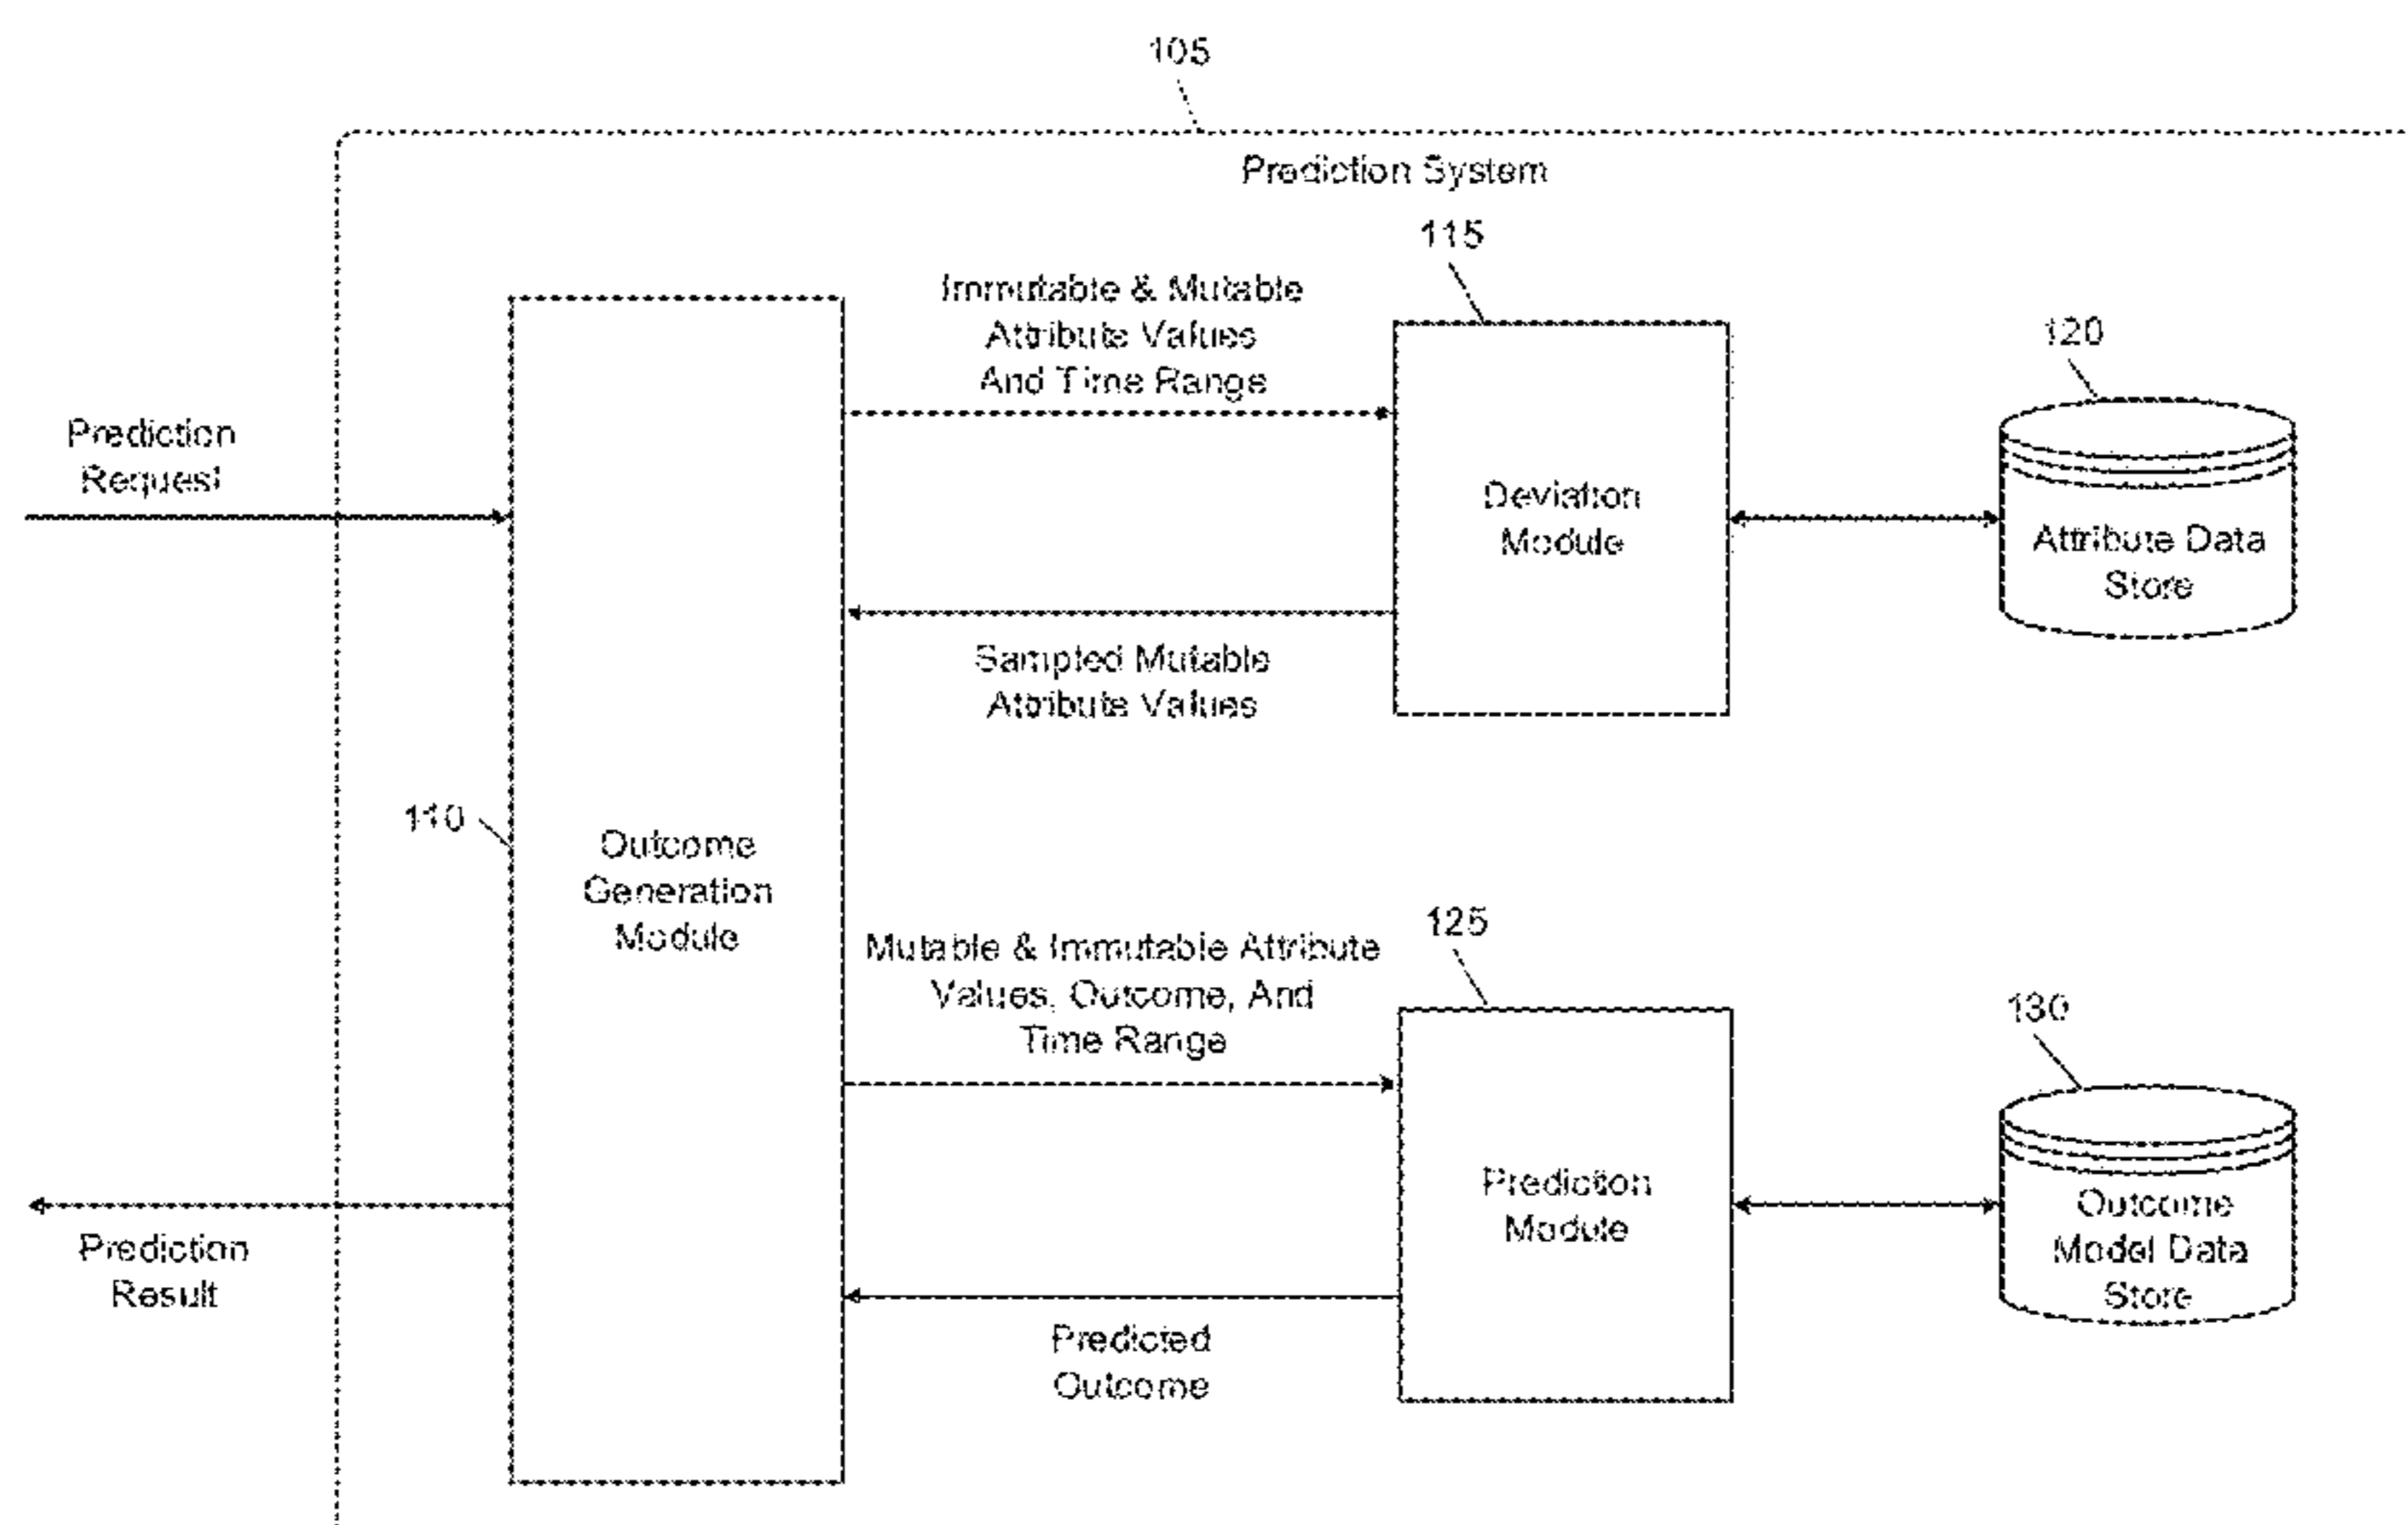 105
Prediction System
115
Immutable & Mutable
Attribute Values
And Time Range
120
Prediction
Request
Deviation
Module
Attribute Data
Store
Sampled Mutable
Attribute Values
110
Outcome
Generation
Module
125
Mutable & Immutable Attribute
Values, Outcome, And
Time Range
130
Prediction
Module
Outcome
Model Data
Store
Prediction
Result
Predicted
Outcome